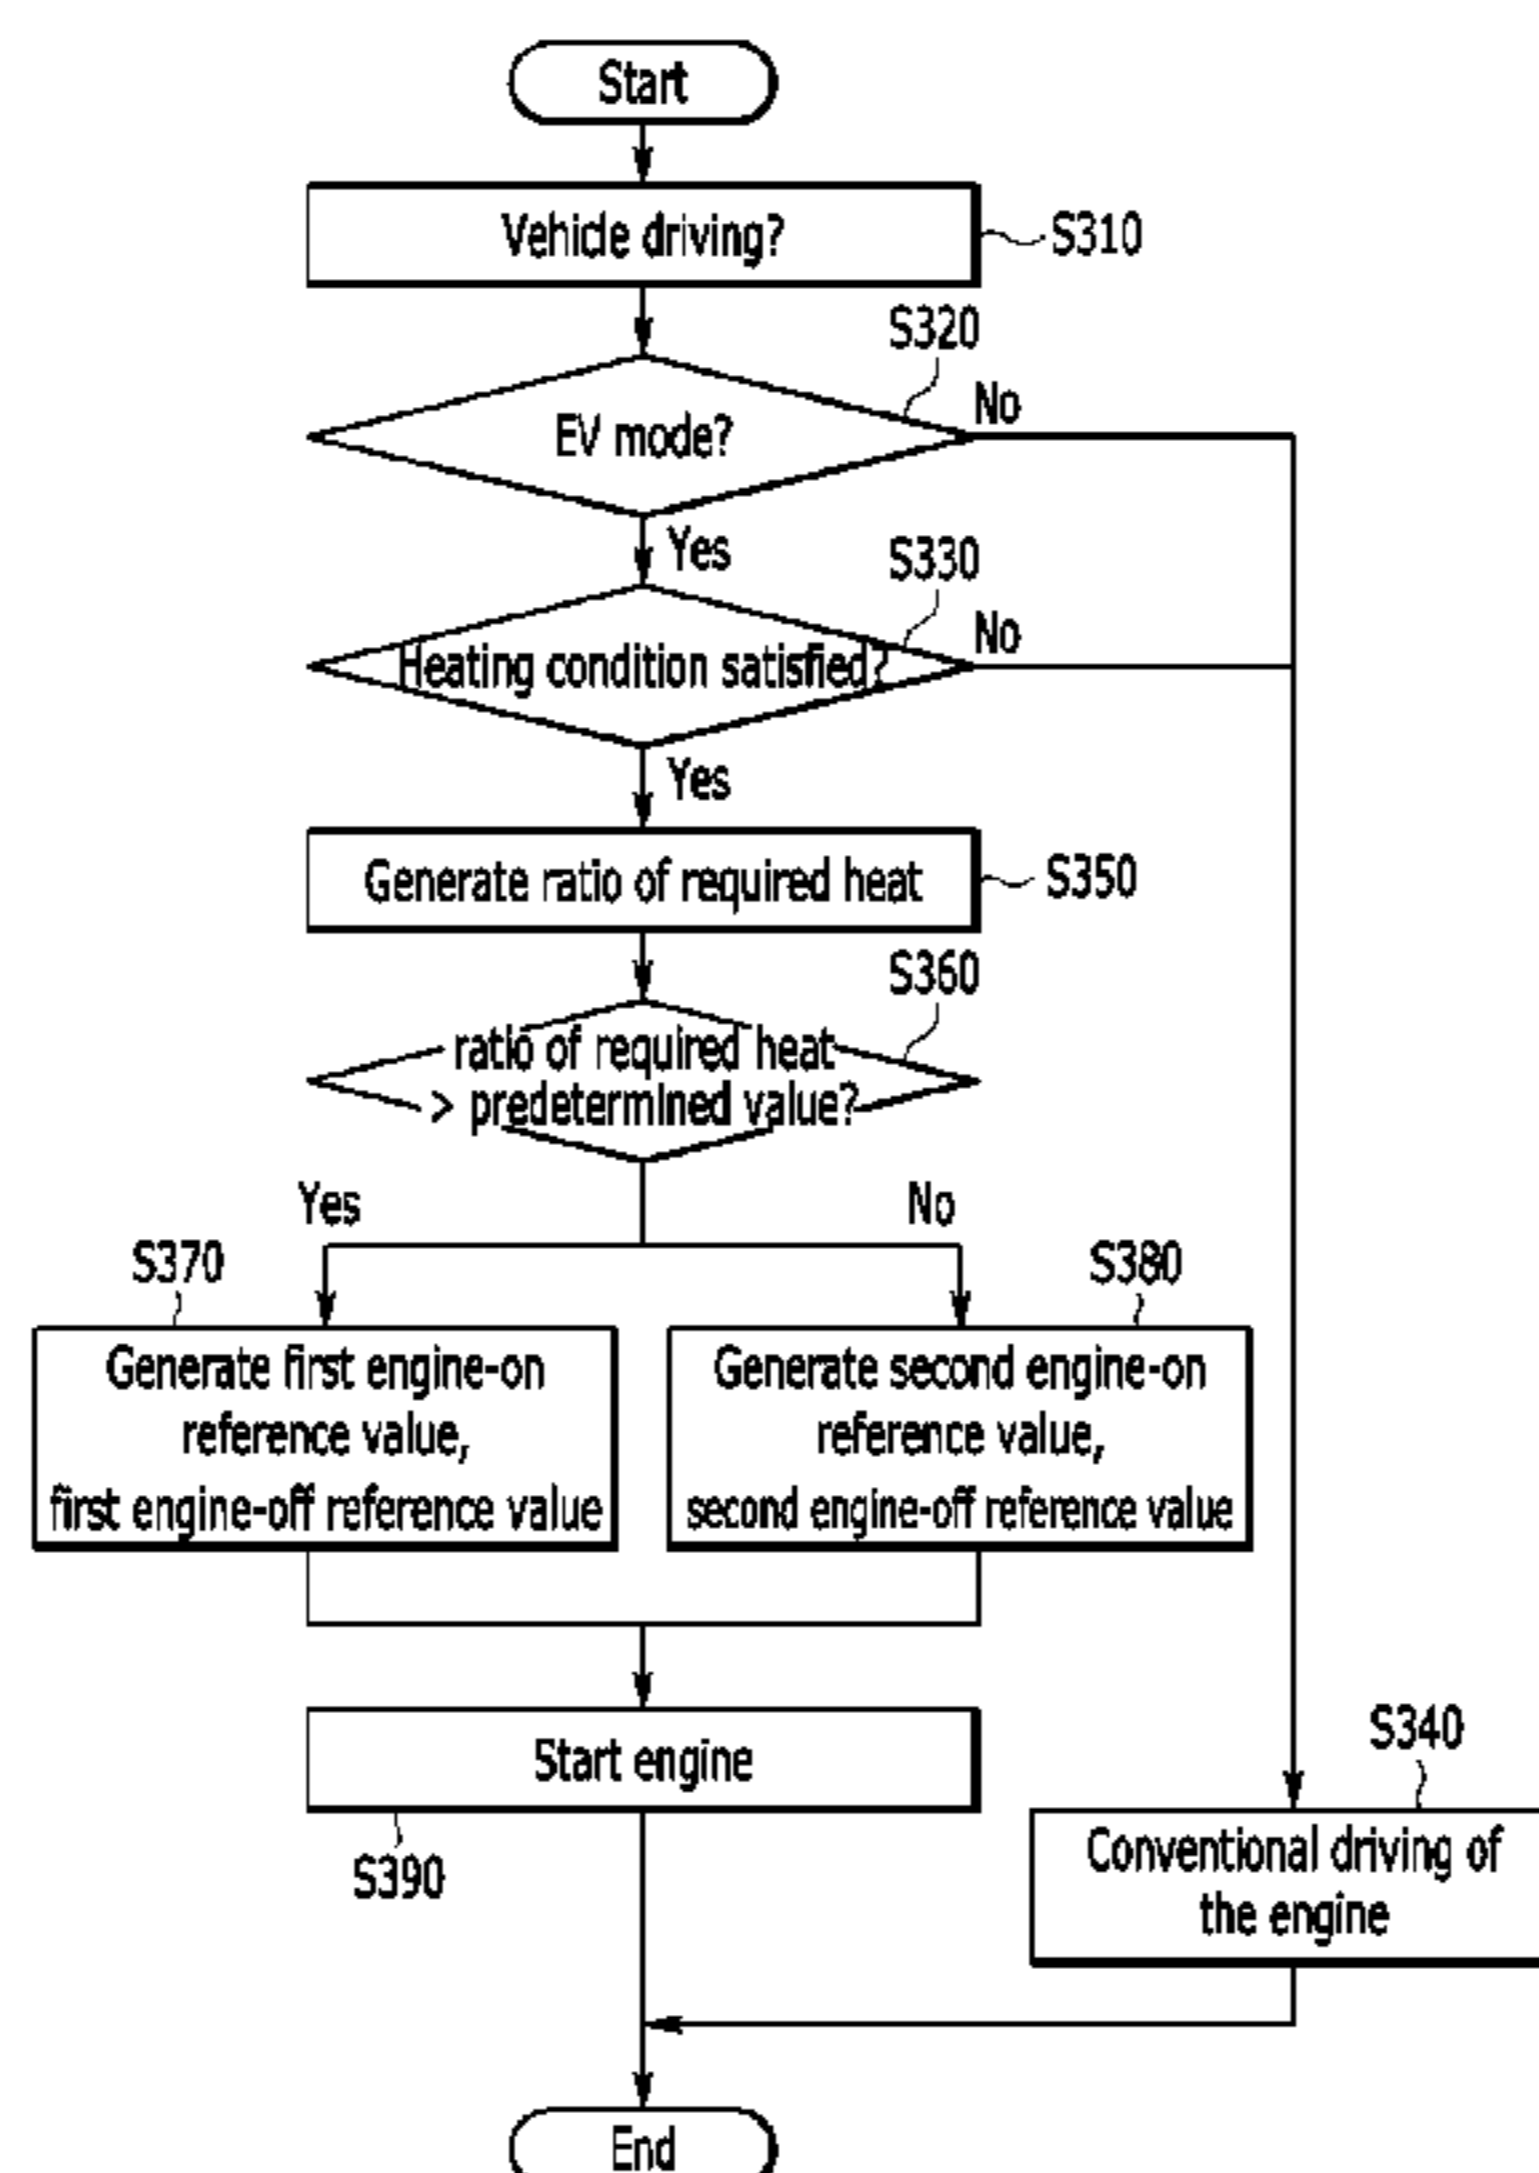 Start
Vehicle driving?
S310
S320
EV mode?
No
Yes
S330
Heating condition satisfied?
No
Yes
Generate ratio of required heat
S350
S360
ratio of required heat
> predetermined value?
Yes
No
S370
S380
Generate first engine-on
reference value,
first engine-off reference value
Generate second engine-on
reference value,
second engine-off reference value
Start engine
S390
S340
Conventional driving of
the engine
End